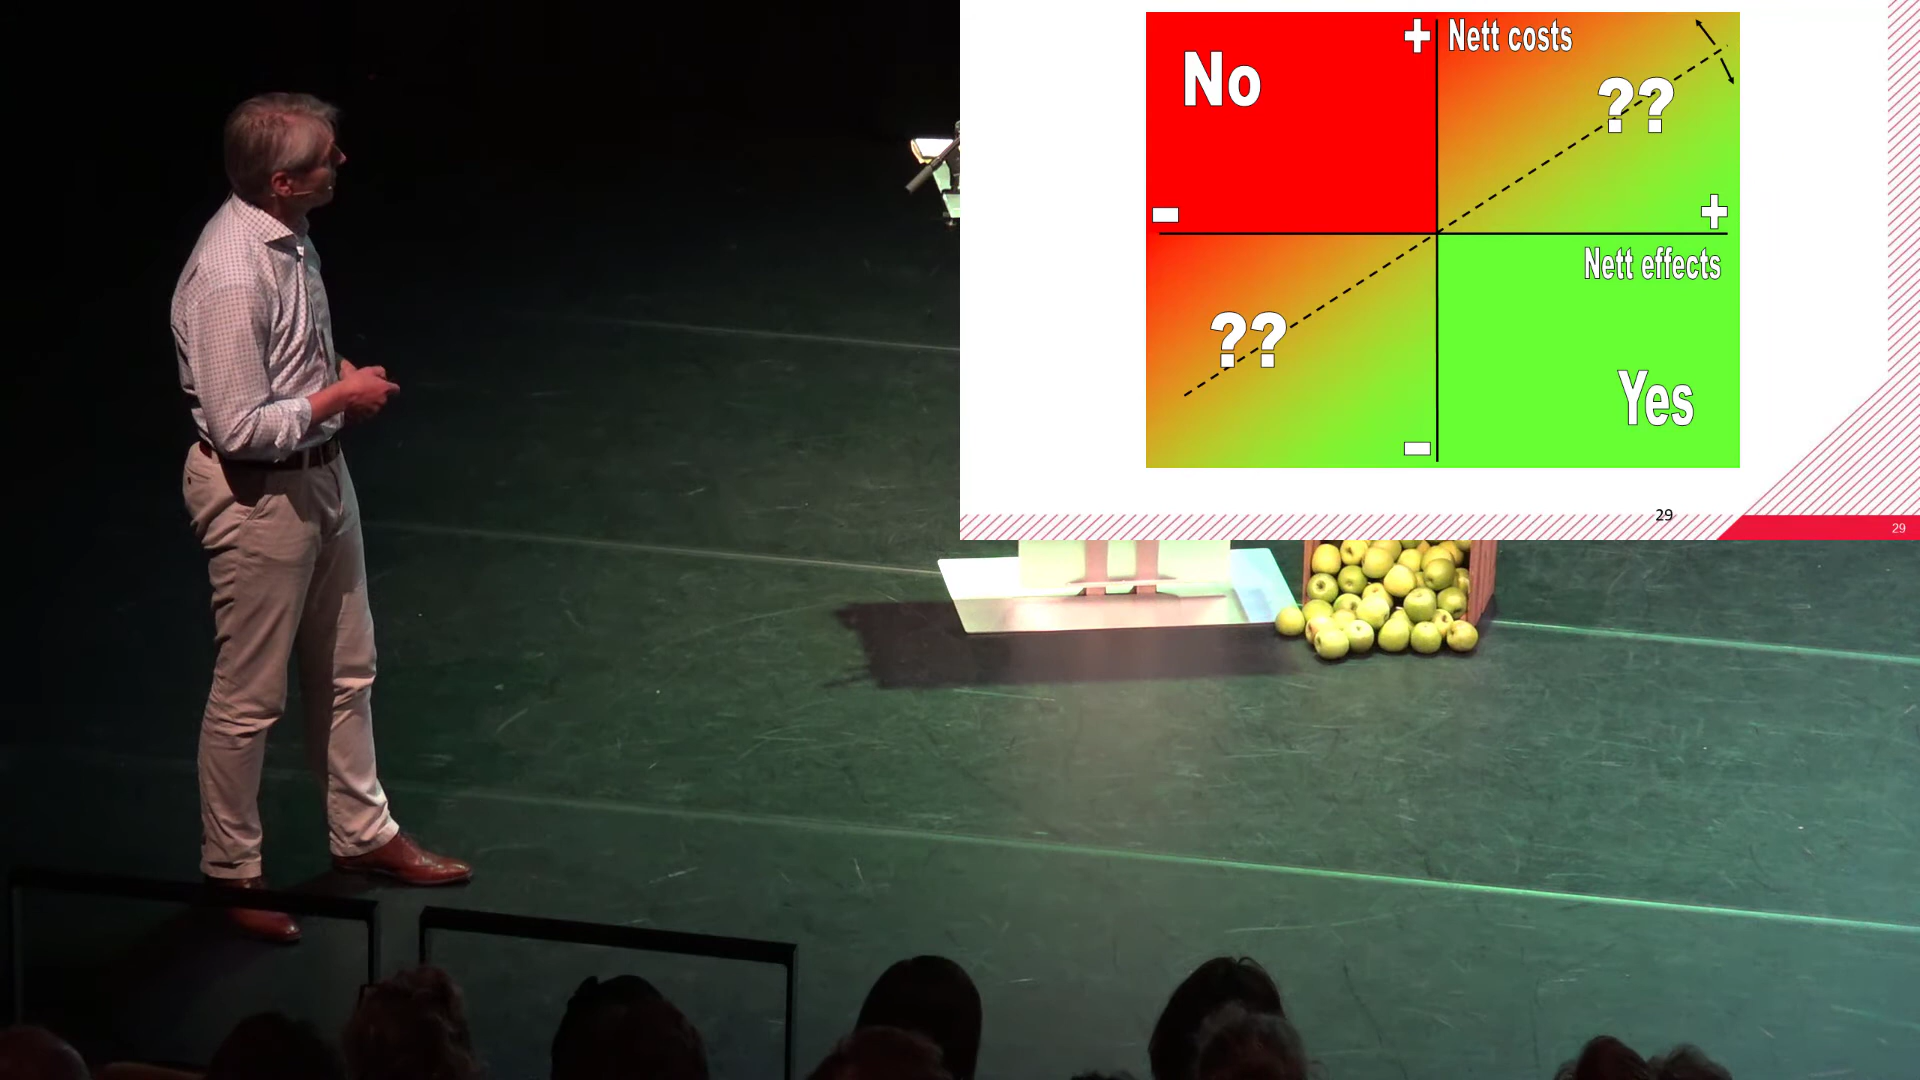 + Nett costs
No
??
-
+
Nett effects
??
Yes
-
29
29